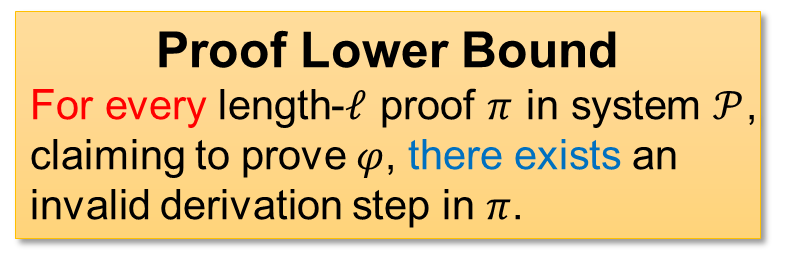 Proof Lower Bound
For every length-ℓ proof π in system 𝒫,
claiming to prove φ, there exists an
invalid derivation step in π.